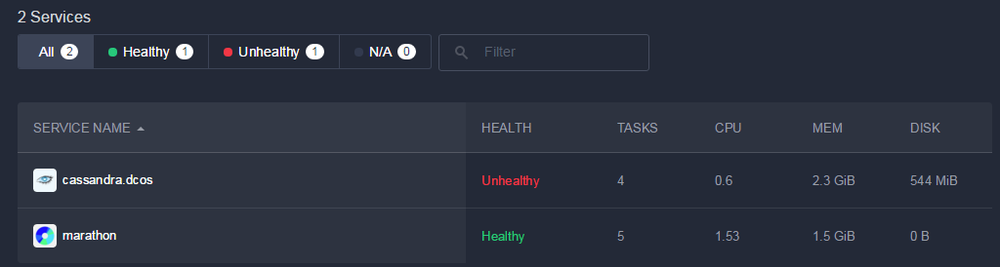 2 Services
All 2 Healthy 1 Unhealthy 1 N/A 0 Filter
SERVICE NAME HEALTH TASKS CPU MEM DISK
cassandra.dcos Unhealthy 4 0.6 2.3 GiB 544 MiB
marathon Healthy 5 1.53 1.5 GiB 0 B